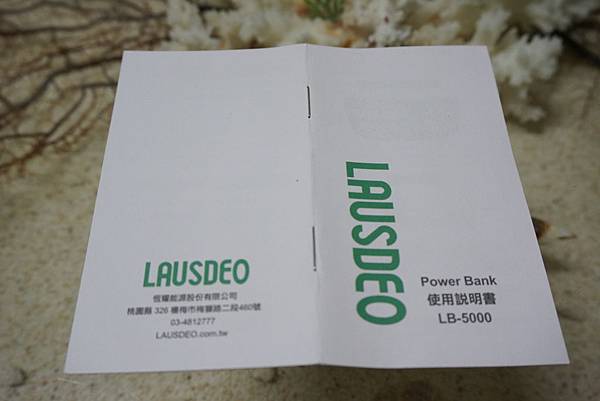 LAUSDEO
恆耀能源股份有限公司
桃園縣 326 楊梅市梅獅路二段460號
03-4812777
LAUSDEO.com.tw
LAUSDEO
Power Bank
使用說明書
LB-5000